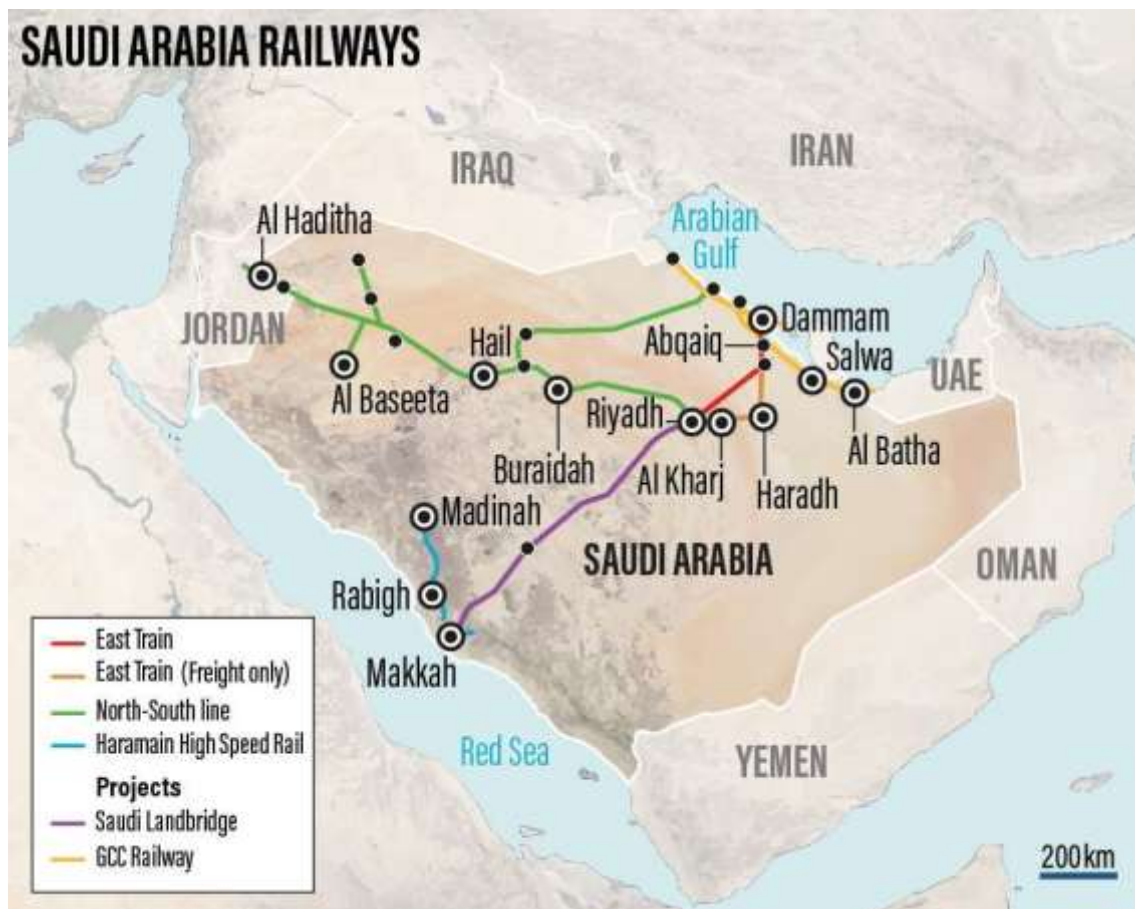 SAUDI ARABIA RAILWAYS
IRAQ
IRAN
Al Haditha
Arabian
Gulf
JORDAN
Hail
Abqaiq
Dammam
Salwa
UAE
Al Baseeta
Riyadh
Buraidah
Al Kharj
Haradh
Al Batha
Madinah
SAUDI ARABIA
OMAN
Rabigh
Makkah
Red Sea
YEMEN
East Train
East Train (Freight only)
North-South line
Haramain High Speed Rail
Projects
Saudi Landbridge
GCC Railway
200 km